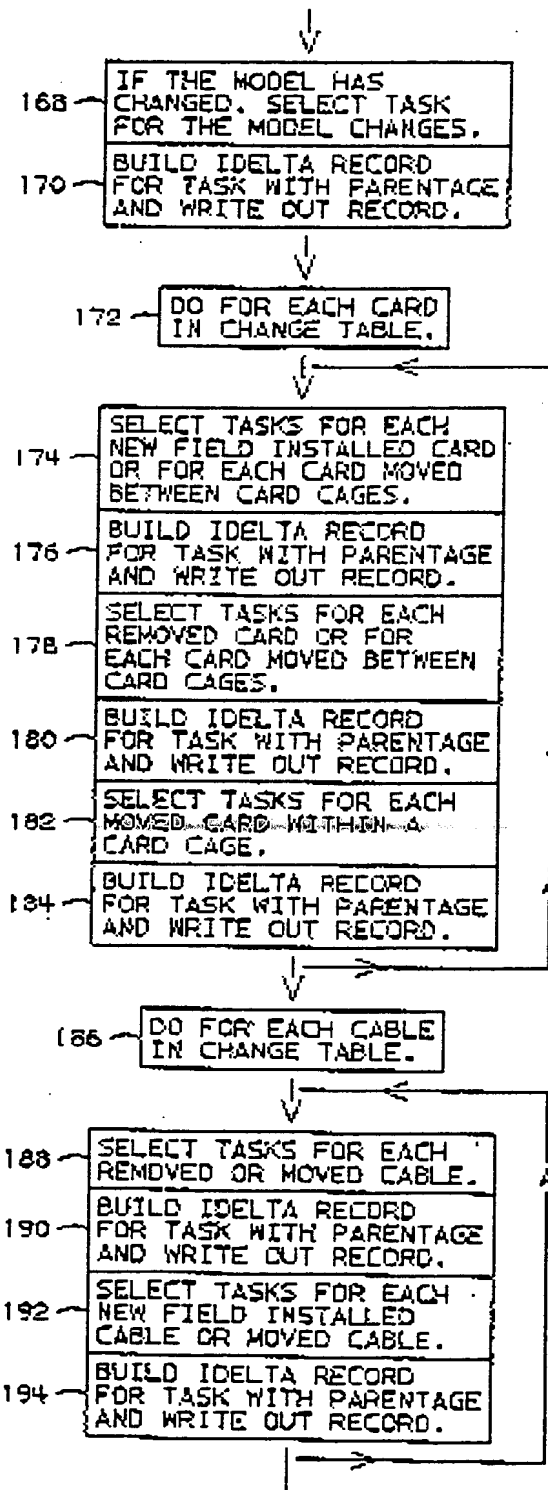 168
IF THE MODEL HAS
CHANGED. SELECT TASK
FOR THE MODEL CHANGES.
170
BUILD IDELTA RECORD
FOR TASK WITH PARENTAGE
AND WRITE OUT RECORD.
172
DO FOR EACH CARD
IN CHANGE TABLE.
174
SELECT TASKS FOR EACH
NEW FIELD INSTALLED CARD
OR FOR EACH CARD MOVED
BETWEEN CARD CAGES.
176
BUILD IDELTA RECORD
FOR TASK WITH PARENTAGE
AND WRITE OUT RECORD.
178
SELECT TASKS FOR EACH
REMOVED CARD OR FOR
EACH CARD MOVED BETWEEN
CARD CAGES.
180
BUILD IDELTA RECORD
FOR TASK WITH PARENTAGE
AND WRITE OUT RECORD.
182
SELECT TASKS FOR EACH
MOVED CARD WITHIN A
CARD CAGE.
184
BUILD IDELTA RECORD
FOR TASK WITH PARENTAGE
AND WRITE OUT RECORD.
186
DO FOR EACH CABLE
IN CHANGE TABLE.
188
SELECT TASKS FOR EACH
REMOVED OR MOVED CABLE.
190
BUILD IDELTA RECORD
FOR TASK WITH PARENTAGE
AND WRITE OUT RECORD.
192
SELECT TASKS FOR EACH
NEW FIELD INSTALLED
CABLE OR MOVED CABLE.
194
BUILD IDELTA RECORD
FOR TASK WITH PARENTAGE
AND WRITE OUT RECORD.